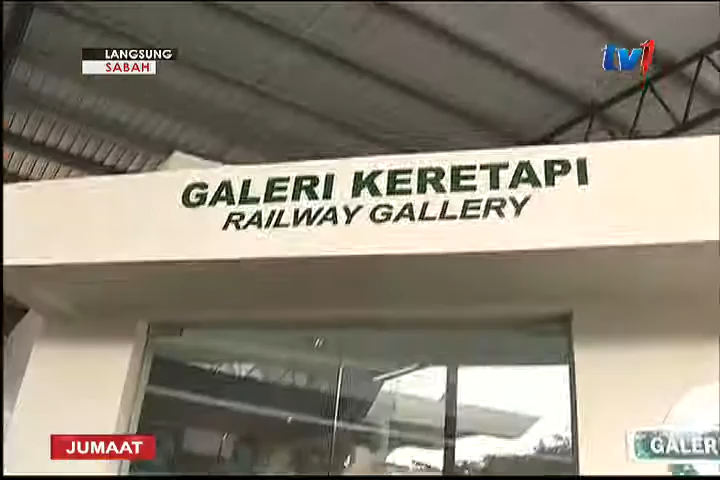 LANGSUNG
SABAH
tv1
GALERI KERETAPI
RAILWAY GALLERY
JUMAAT
GALER